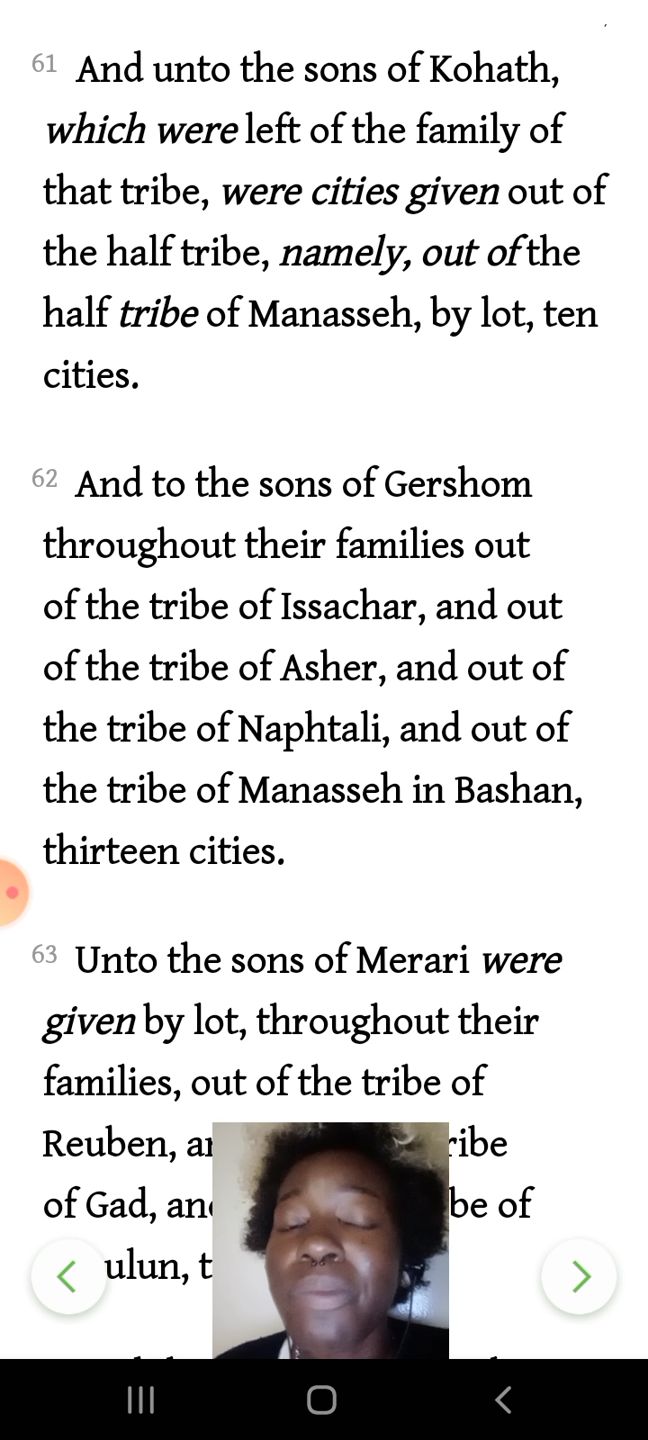 61 And unto the sons of Kohath,
which were left of the family of
that tribe, were cities given out of
the half tribe, namely, out of the
half tribe of Manasseh, by lot, ten
cities.
62 And to the sons of Gershom
throughout their families out
of the tribe of Issachar, and out
of the tribe of Asher, and out of
the tribe of Naphtali, and out of
the tribe of Manasseh in Bashan,
thirteen cities.
63 Unto the sons of Merari were
given by lot, throughout their
families, out of the tribe of
Reuben,
of Gad, of